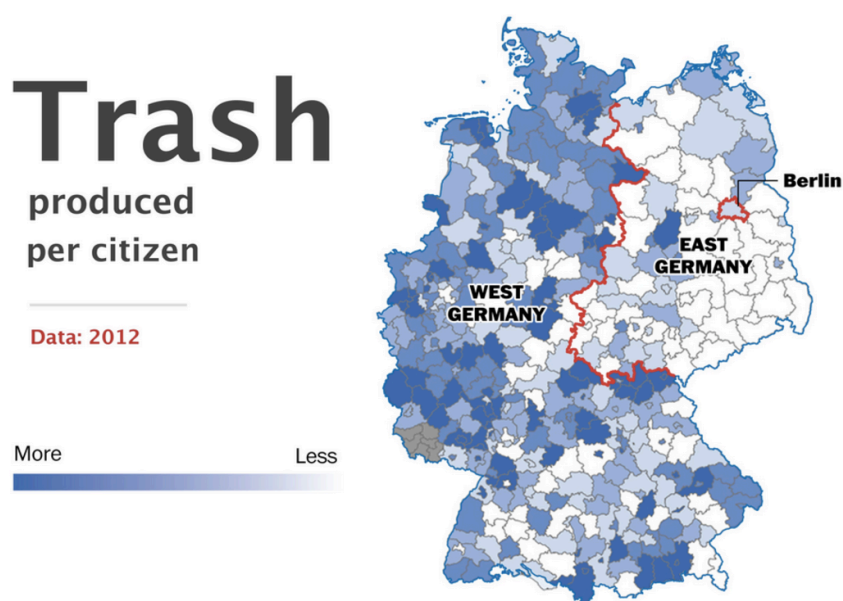 Trash
produced
per citizen
Data: 2012
More
Less
Berlin
EAST
GERMANY
WEST
GERMANY